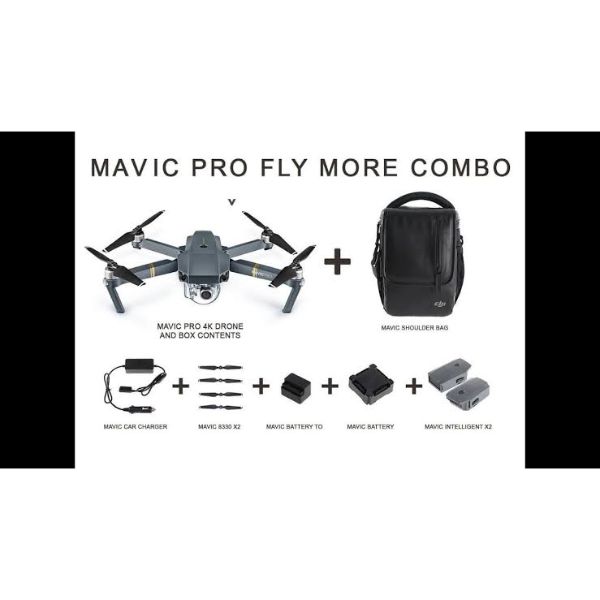 MAVIC PRO FLY MORE COMBO
MAVIC PRO 4K DRONE
AND BOX CONTENTS
dji
MAVIC SHOULDER BAG
MAVIC CAR CHARGER
MAVIC 8330 X2
MAVIC BATTERY TO
MAVIC BATTERY
MAVIC INTELLIGENT X2